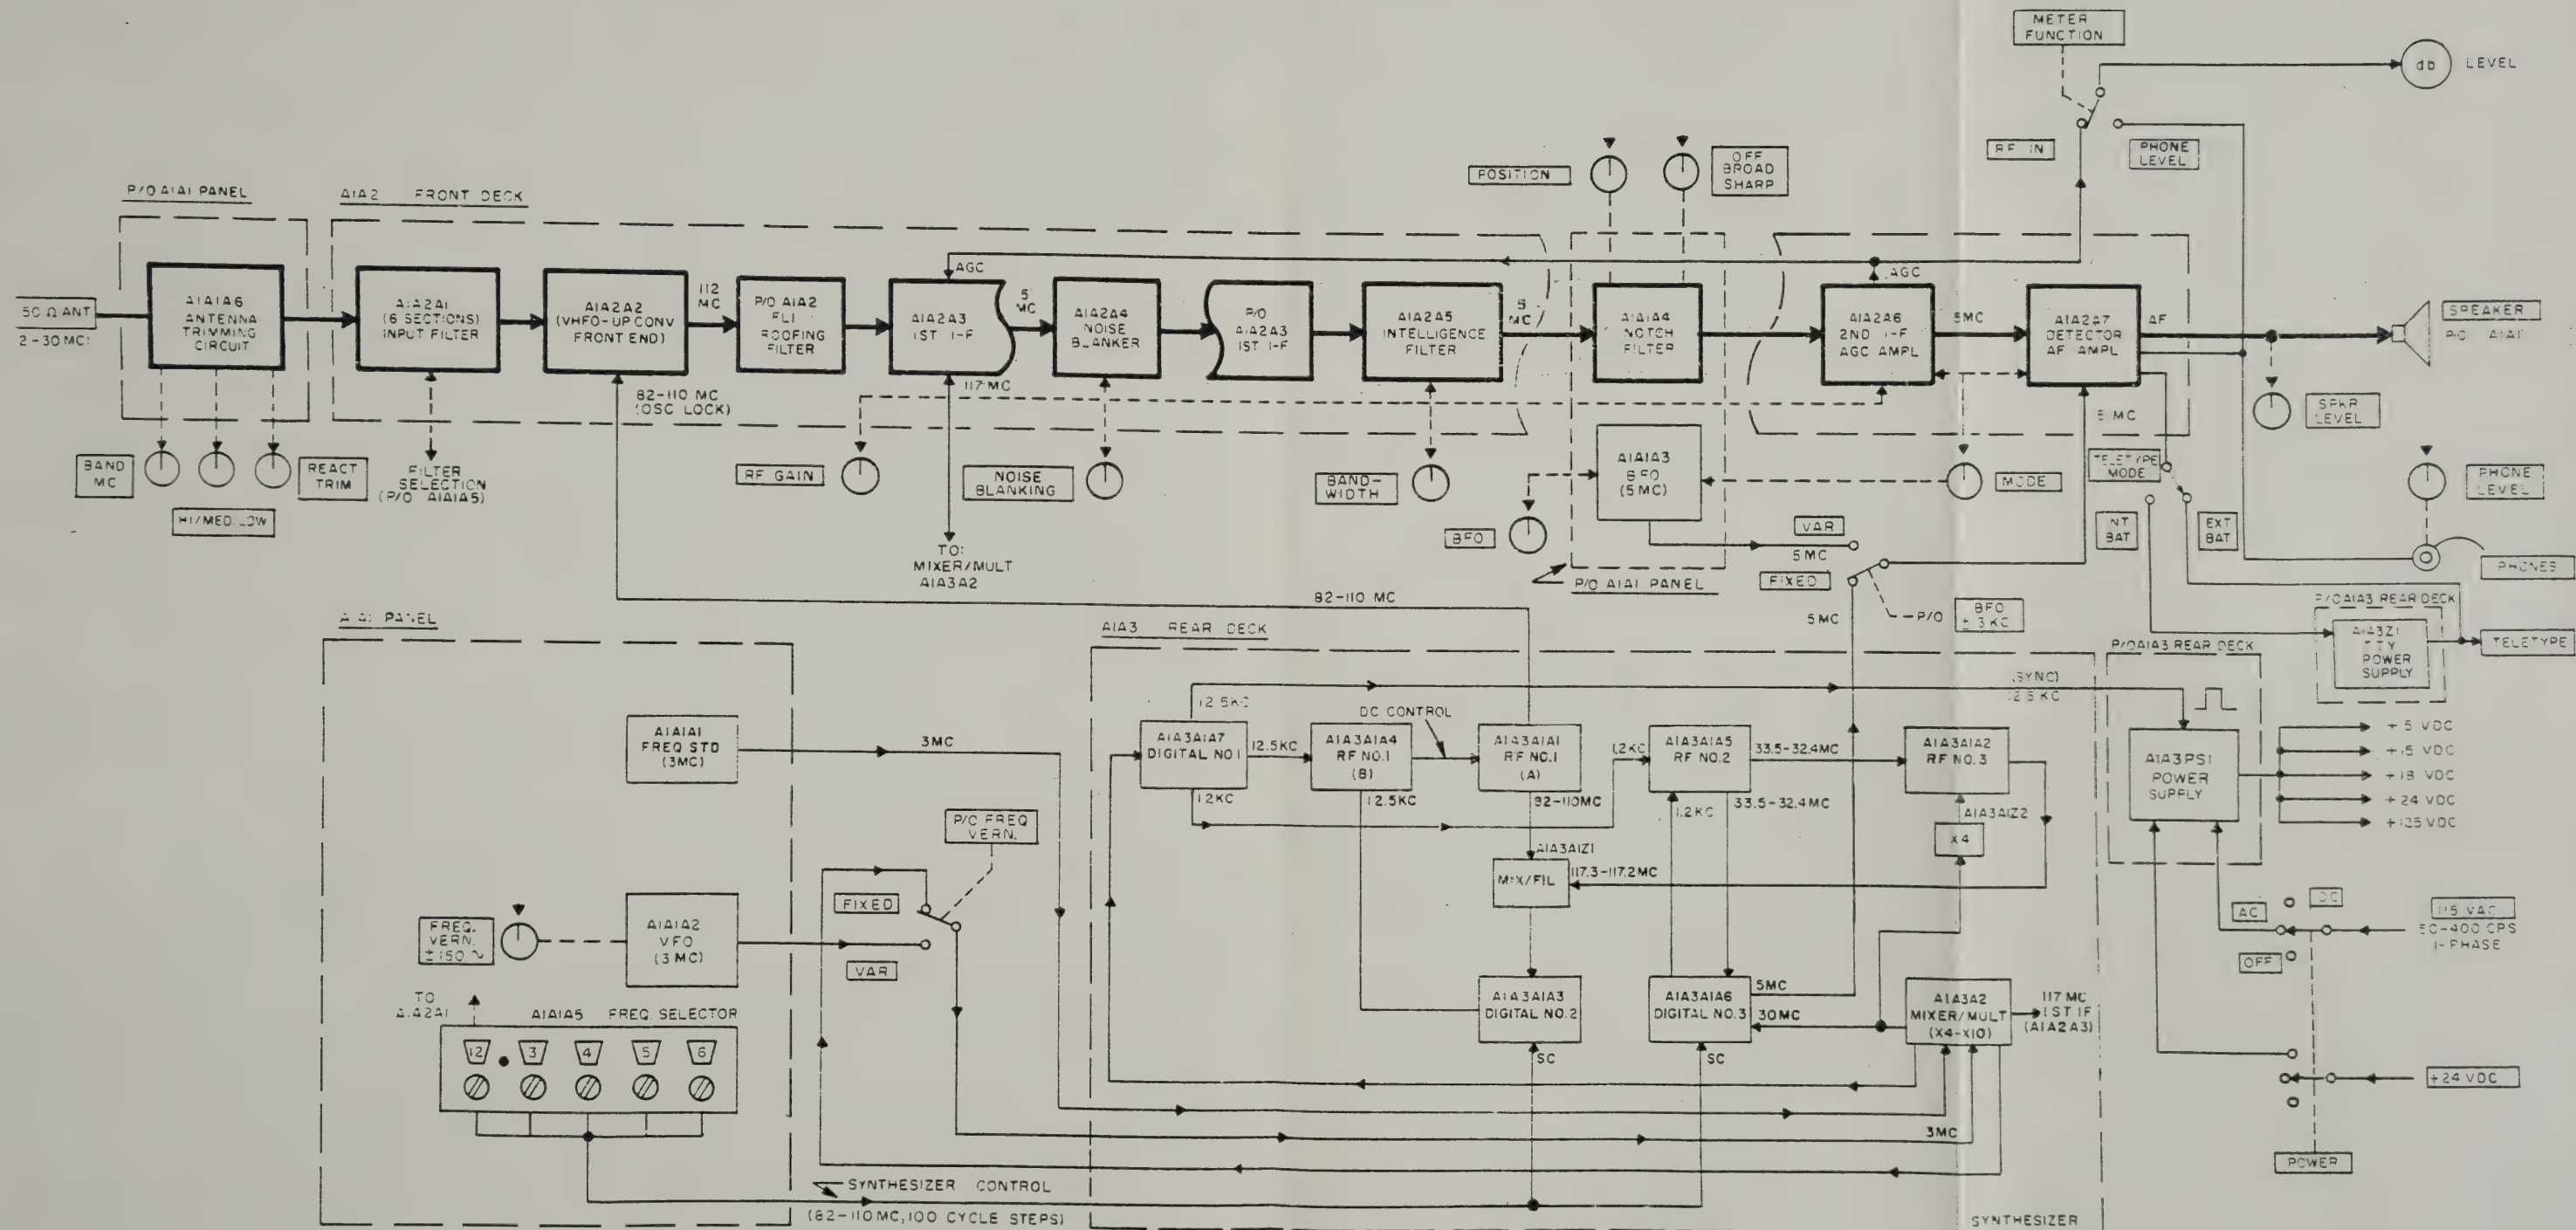 METER
FUNCTION
db
LEVEL
RF IN
PHONE
LEVEL
POSITION
OFF
BROAD
SHARP
P/O A1A1 PANEL
A1A2 FRONT DECK
50 Ω ANT
2-30 MC
A1A1A6
ANTENNA
TRIMMING
CIRCUIT
A1A2A1
(6 SECTIONS)
INPUT FILTER
A1A2A2
(VHFO-UP CONV
FRONT END)
112
MC
P/O A1A2
FL1
ROOFING
FILTER
AGC
A1A2A3
1ST I-F
5
MC
A1A2A4
NOISE
BLANKER
P/O
A1A2A3
1ST I-F
A1A2A5
INTELLIGENCE
FILTER
5
MC
A1A1A4
NOTCH
FILTER
AGC
A1A2A6
2ND I-F
AGC AMPL
5MC
A1A2A7
DETECTOR
AF AMPL
AF
SPEAKER
P/O A1A1
82-110 MC
(OSC LOCK)
117 MC
5 MC
SPKR
LEVEL
BAND
MC
REACT
TRIM
HI/MED. LOW
FILTER
SELECTION
(P/O A1A1A5)
RF GAIN
NOISE
BLANKING
BAND-
WIDTH
A1A1A3
BFO
(5 MC)
BFO
MODE
TELETYPE
MODE
PHONE
LEVEL
INT
BAT
EXT
BAT
TO:
MIXER/MULT
A1A3A2
VAR
5 MC
FIXED
P/O A1A1 PANEL
PHONES
82-110 MC
5MC
P/O
BFO
± 3 KC
P/O A1A3 REAR DECK
A1A3Z1
TTY
POWER
SUPPLY
TELETYPE
A1A1 PANEL
A1A3 REAR DECK
P/O A1A3 REAR DECK
(SYNC)
12.5 KC
12.5KC
DC CONTROL
A1A1A1
FREQ STD
(3MC)
3MC
A1A3A1A7
DIGITAL NO.1
12.5KC
A1A3A1A4
RF NO.1
(B)
A1A3A1A1
RF NO.1
(A)
1.2KC
A1A3A1A5
RF NO.2
33.5-32.4MC
A1A3A1A2
RF NO.3
A1A3PS1
POWER
SUPPLY
+5 VDC
+15 VDC
+18 VDC
+24 VDC
+125 VDC
1.2KC
12.5KC
82-110MC
1.2KC
33.5-32.4MC
A1A3A1Z2
X4
P/O FREQ
VERN.
A1A3A1Z1
MIX/FIL
117.3-117.2MC
FIXED
FREQ.
VERN.
±150 ~
A1A1A2
VFO
(3 MC)
VAR
AC
DC
OFF
115 VAC
50-400 CPS
1-PHASE
TO
A1A2A1
A1A1A5 FREQ. SELECTOR
12 3 4 5 6
A1A3A1A3
DIGITAL NO.2
A1A3A1A6
DIGITAL NO.3
5MC
30MC
A1A3A2
MIXER/MULT
(X4-X10)
117 MC
1ST IF
(A1A2A3)
SC
SC
+24 VDC
3MC
POWER
SYNTHESIZER CONTROL
(82-110MC, 100 CYCLE STEPS)
SYNTHESIZER